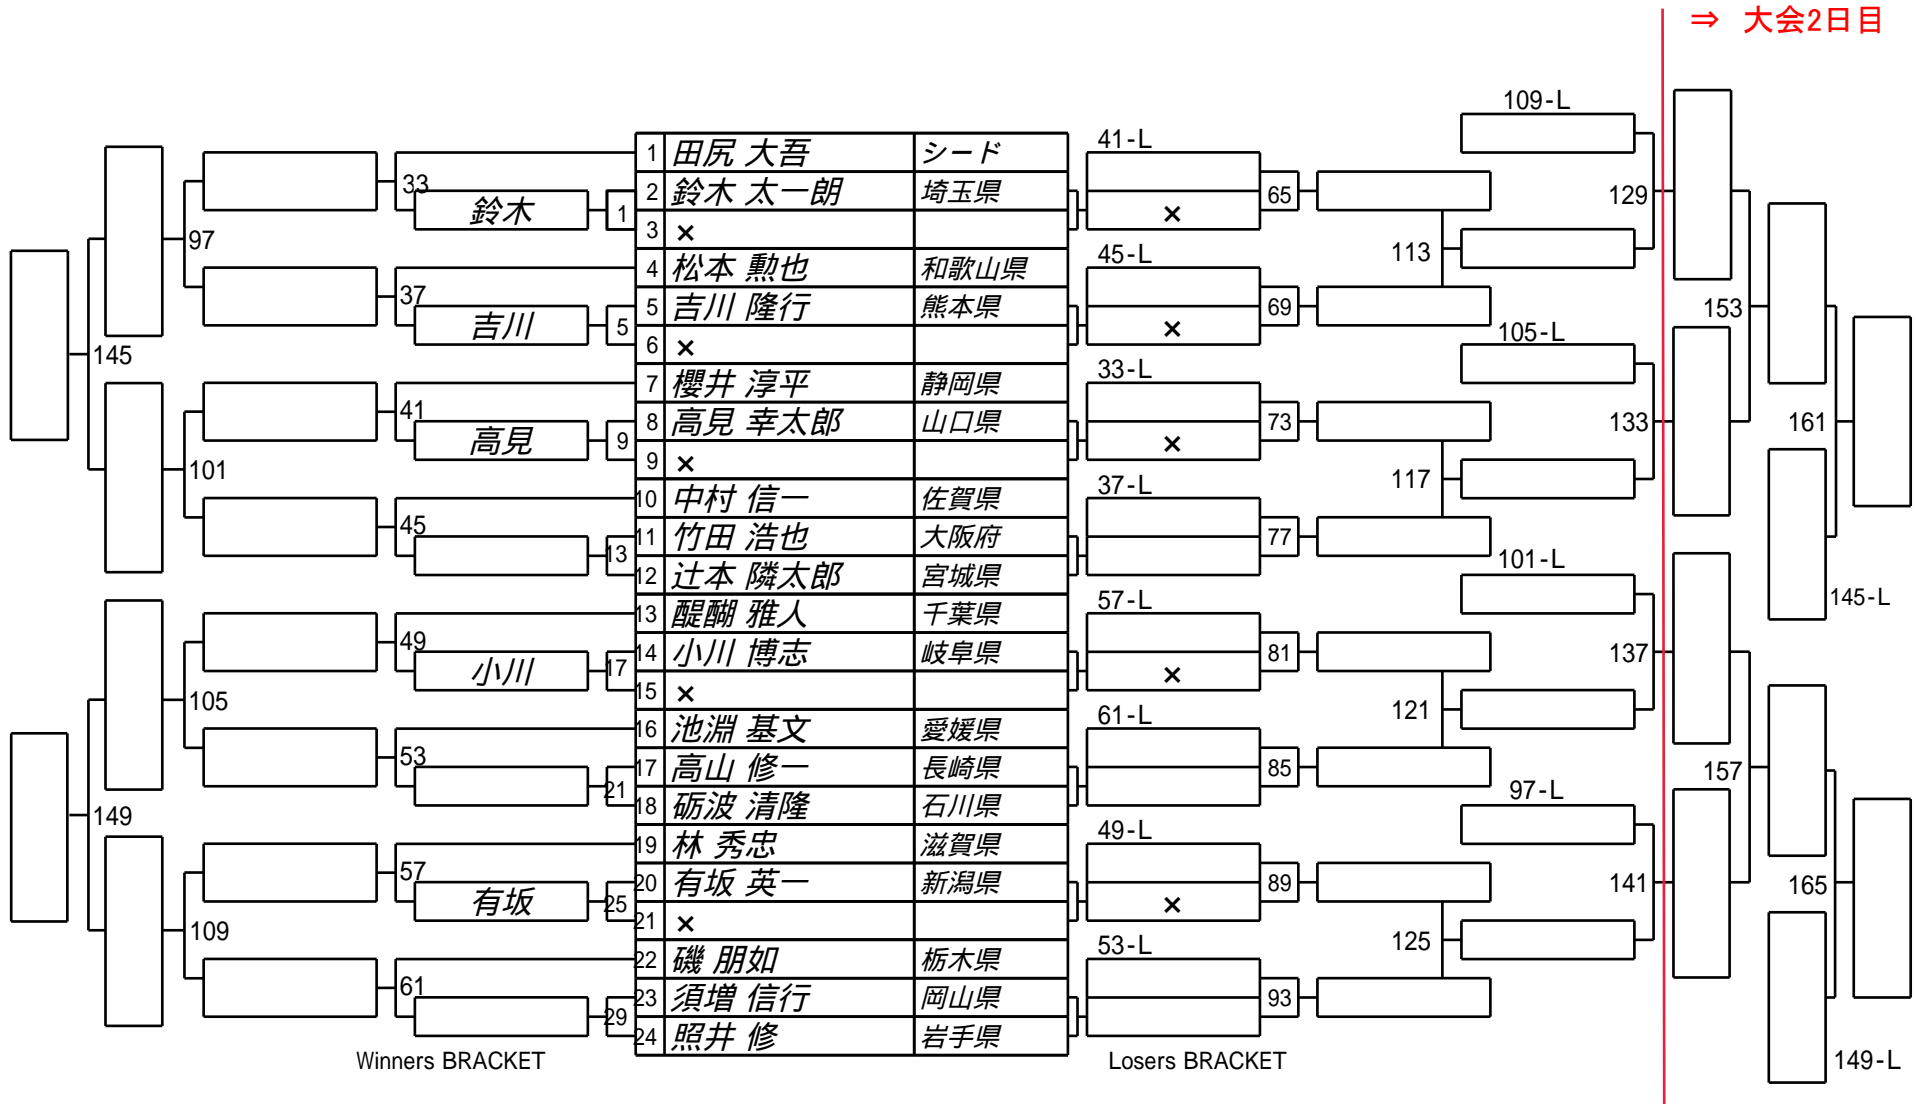 ⇒ 大会2日目
109-L
1 田尻 大吾 シード 41-L
33 2 鈴木 太一朗 埼玉県 65 129
鈴木 1 ×
3 ×
97 45-L 113
4 松本 勲也 和歌山県
37 5 吉川 隆行 熊本県 69 153
吉川 5 ×
6 × 105-L
145 33-L
7 櫻井 淳平 静岡県
41 8 高見 幸太郎 山口県 73 133 161
高見 9 ×
9 ×
101 37-L 117
10 中村 信一 佐賀県
45 11 竹田 浩也 大阪府 77
13 101-L
12 辻本 隣太郎 宮城県
57-L 145-L
13 醍醐 雅人 千葉県
49 14 小川 博志 岐阜県 81 137
小川 17 ×
15 ×
105 61-L 121
16 池淵 基文 愛媛県
53 17 高山 修一 長崎県 85 157
21 97-L
18 砺波 清隆 石川県
149 49-L
19 林 秀忠 滋賀県
57 20 有坂 英一 新潟県 89 141 165
有坂 25 ×
21 ×
109 53-L 125
22 磯 朋如 栃木県
61 23 須増 信行 岡山県 93
29
24 照井 修 岩手県
Winners BRACKET Losers BRACKET 149-L